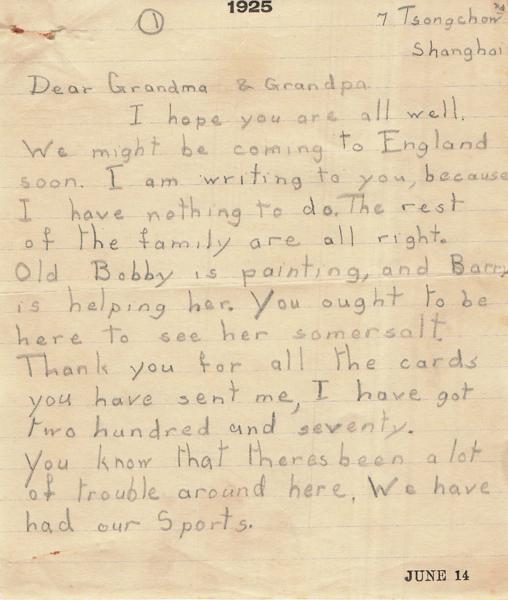 1925
①
7 Tsongchow Rd
Shanghai
Dear Grandma & Grandpa.
I hope you are all well.
We might be coming to England
soon. I am writing to you, because
I have nothing to do. The rest
of the family are all right.
Old Bobby is painting, and Barry
is helping her. You ought to be
here to see her somersalt.
Thank you for all the cards
you have sent me, I have got
two hundred and seventy.
You know that theres been a lot
of trouble around here. We have
had our Sports.
JUNE 14